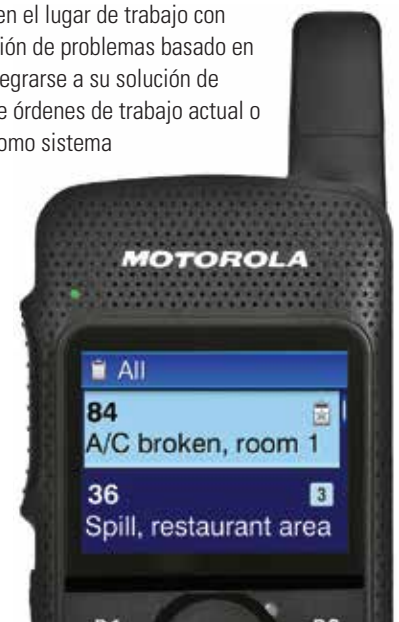 en el lugar de trabajo con
ión de problemas basado en
egrarse a su solución de
e órdenes de trabajo actual o
omo sistema
MOTOROLA
All
84
A/C broken, room 1
36 3
Spill, restaurant area